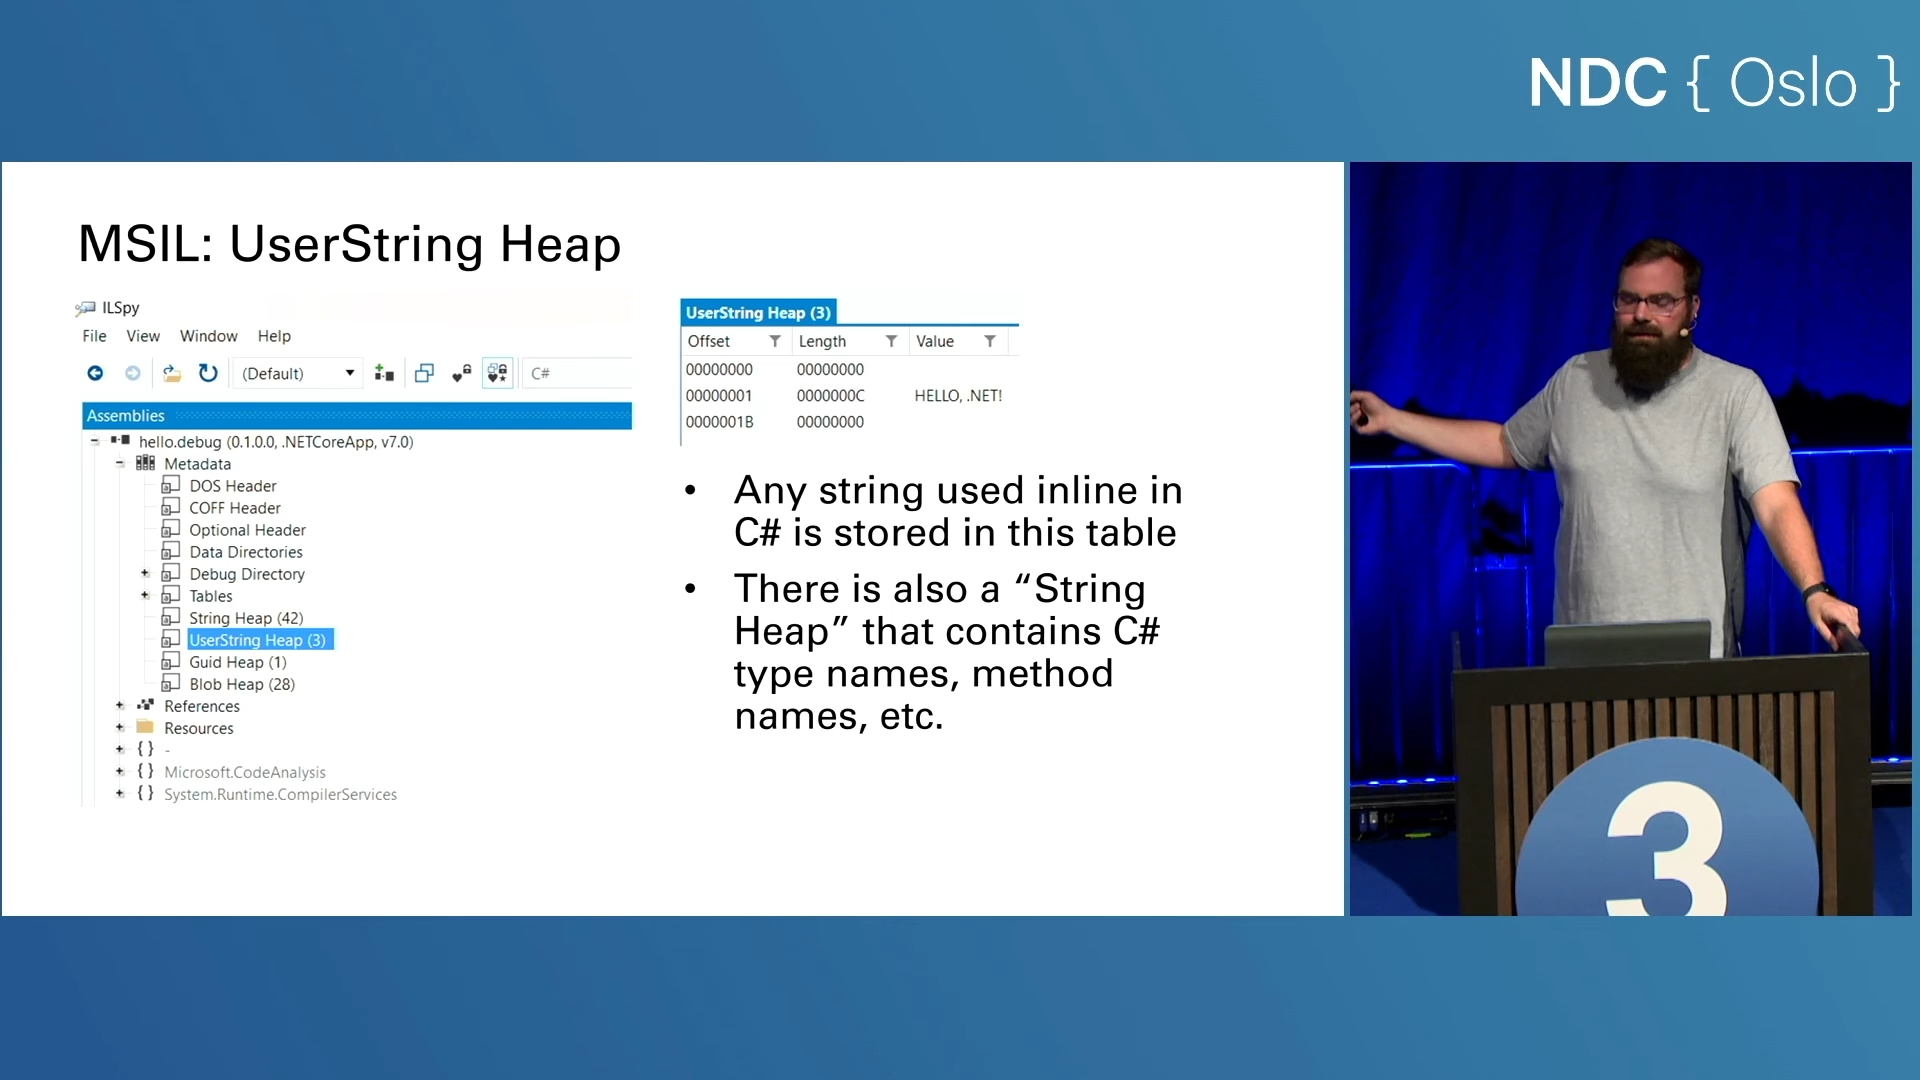 NDC { Oslo }
MSIL: UserString Heap
ILSpy
File View Window Help
(Default) C#
Assemblies
hello.debug (0.1.0.0, .NETCoreApp, v7.0)
Metadata
DOS Header
COFF Header
Optional Header
Data Directories
Debug Directory
Tables
String Heap (42)
UserString Heap (3)
Guid Heap (1)
Blob Heap (28)
References
Resources
{ } -
{ } Microsoft.CodeAnalysis
{ } System.Runtime.CompilerServices
UserString Heap (3)
Offset Length Value
00000000 00000000
00000001 0000000C HELLO, .NET!
0000001B 00000000
• Any string used inline in
C# is stored in this table
• There is also a “String
Heap” that contains C#
type names, method
names, etc.
3